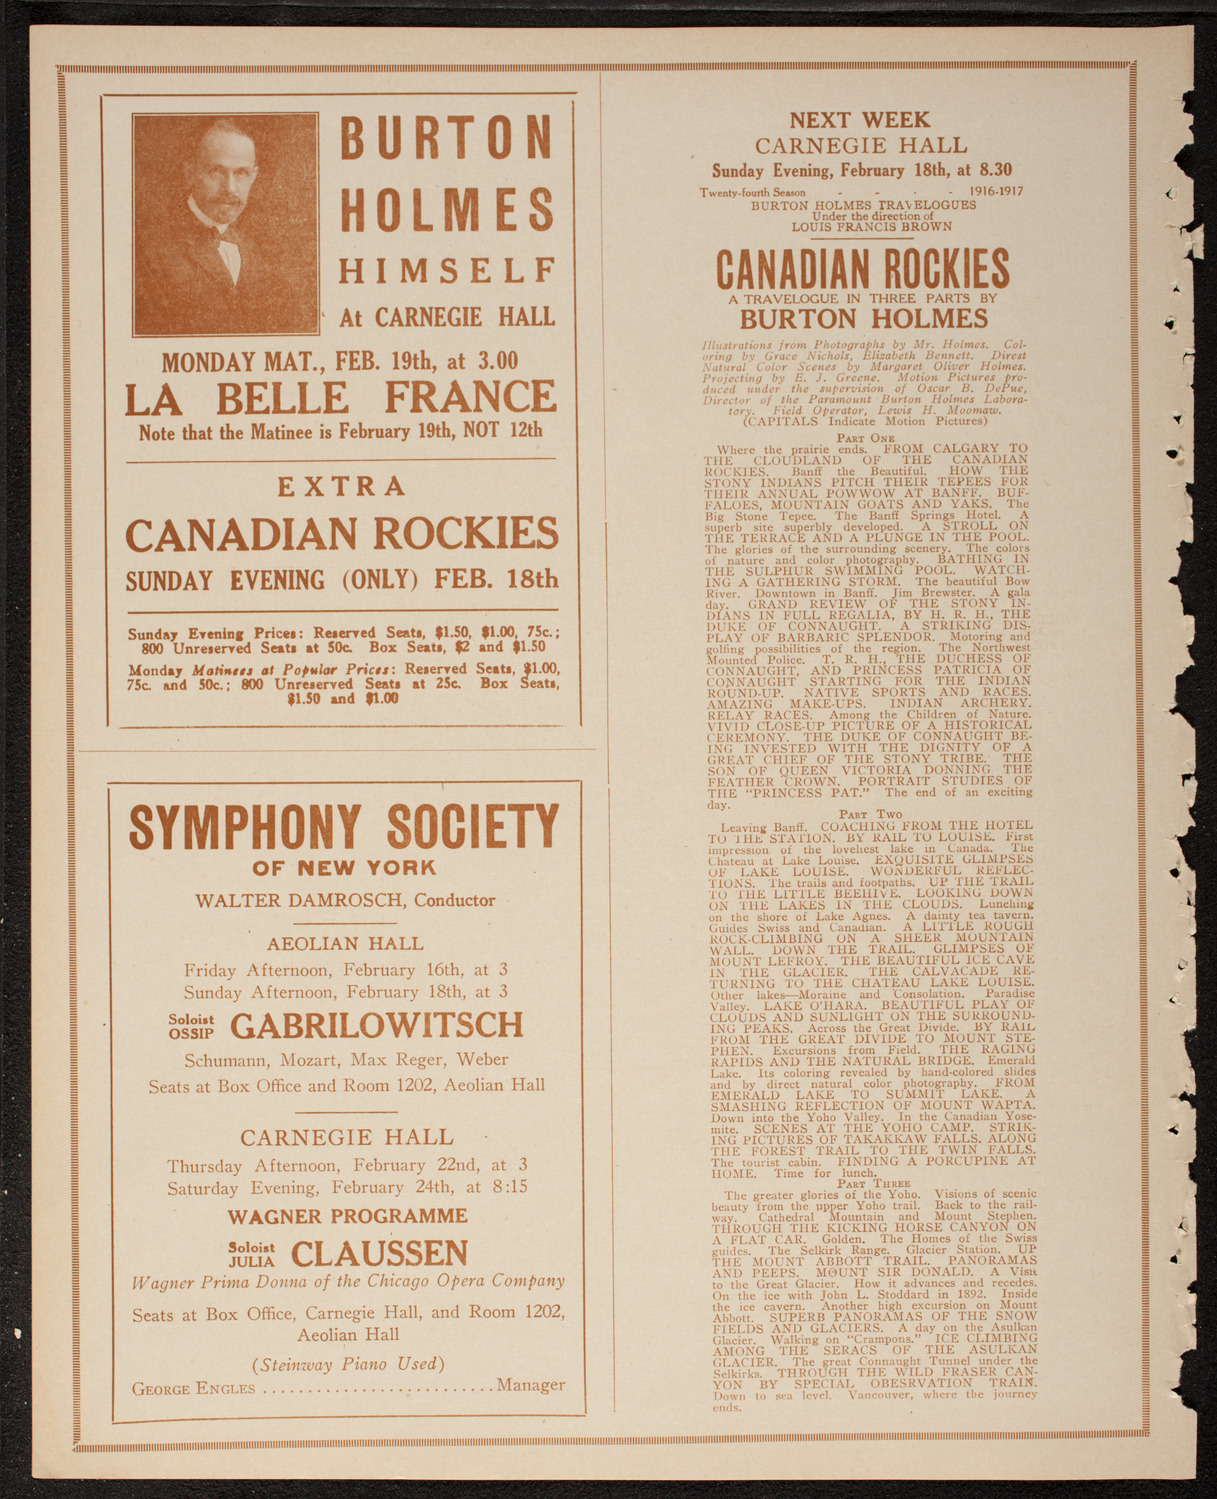 BURTON
HOLMES
HIMSELF
At CARNEGIE HALL
MONDAY MAT., FEB. 19th, at 3.00
LA BELLE FRANCE
Note that the Matinee is February 19th, NOT 12th
EXTRA
CANADIAN ROCKIES
SUNDAY EVENING (ONLY) FEB. 18th
Sunday Evening Prices: Reserved Seats, $1.50, $1.00, 75c.;
800 Unreserved Seats at 50c. Box Seats, $2 and $1.50
Monday Matinees at Popular Prices: Reserved Seats, $1.00,
75c. and 50c.; 800 Unreserved Seats at 25c. Box Seats,
$1.50 and $1.00
SYMPHONY SOCIETY
OF NEW YORK
WALTER DAMROSCH, Conductor
AEOLIAN HALL
Friday Afternoon, February 16th, at 3
Sunday Afternoon, February 18th, at 3
Soloist
OSSIP GABRILOWITSCH
Schumann, Mozart, Max Reger, Weber
Seats at Box Office and Room 1202, Aeolian Hall
CARNEGIE HALL
Thursday Afternoon, February 22nd, at 3
Saturday Evening, February 24th, at 8:15
WAGNER PROGRAMME
Soloist
JULIA CLAUSSEN
Wagner Prima Donna of the Chicago Opera Company
Seats at Box Office, Carnegie Hall, and Room 1202,
Aeolian Hall
(Steinway Piano Used)
GEORGE ENGLES ......................... Manager
NEXT WEEK
CARNEGIE HALL
Sunday Evening, February 18th, at 8.30
Twenty-fourth Season - - - - 1916-1917
BURTON HOLMES TRAVELOGUES
Under the direction of
LOUIS FRANCIS BROWN
CANADIAN ROCKIES
A TRAVELOGUE IN THREE PARTS BY
BURTON HOLMES
Illustrations from Photographs by Mr. Holmes. Col-
oring by Grace Nichols, Elizabeth Bennett. Direst
Natural Color Scenes by Margaret Oliver Holmes.
Projecting by E. J. Greene. Motion Pictures pro-
duced under the supervision of Oscar B. DePue,
Director of the Paramount Burton Holmes Labora-
tory. Field Operator, Lewis H. Moomaw.
(CAPITALS Indicate Motion Pictures)
PART ONE
Where the prairie ends. FROM CALGARY TO
THE CLOUDLAND OF THE CANADIAN
ROCKIES. Banff the Beautiful. HOW THE
STONY INDIANS PITCH THEIR TEPEES FOR
THEIR ANNUAL POWWOW AT BANFF. BUF-
FALOES, MOUNTAIN GOATS AND YAKS. The
Big Stone Tepee. The Banff Springs Hotel. A
superb site superbly developed. A STROLL ON
THE TERRACE AND A PLUNGE IN THE POOL.
The glories of the surrounding scenery. The colors
of nature and color photography. BATHING IN
THE SULPHUR SWIMMING POOL. WATCH-
ING A GATHERING STORM. The beautiful Bow
River. Downtown in Banff. Jim Brewster. A gala
day. GRAND REVIEW OF THE STONY IN-
DIANS IN FULL REGALIA, BY H. R. H., THE
DUKE OF CONNAUGHT. A STRIKING DIS-
PLAY OF BARBARIC SPLENDOR. Motoring and
golfing possibilities of the region. The Northwest
Mounted Police. T. R. H., THE DUCHESS OF
CONNAUGHT, AND PRINCESS PATRICIA OF
CONNAUGHT STARTING FOR THE INDIAN
ROUND-UP. NATIVE SPORTS AND RACES.
AMAZING MAKE-UPS. INDIAN ARCHERY.
RELAY RACES. Among the Children of Nature.
VIVID CLOSE-UP PICTURE OF A HISTORICAL
CEREMONY. THE DUKE OF CONNAUGHT BE-
ING INVESTED WITH THE DIGNITY OF A
GREAT CHIEF OF THE STONY TRIBE. THE
SON OF QUEEN VICTORIA DONNING THE
FEATHER CROWN. PORTRAIT STUDIES OF
THE "PRINCESS PAT." The end of an exciting
day.
PART TWO
Leaving Banff. COACHING FROM THE HOTEL
TO THE STATION. BY RAIL TO LOUISE. First
impression of the loveliest lake in Canada. The
Chateau at Lake Louise. EXQUISITE GLIMPSES
OF LAKE LOUISE. WONDERFUL REFLEC-
TIONS. The trails and footpaths. UP THE TRAIL
TO THE LITTLE BEEHIVE. LOOKING DOWN
ON THE LAKES IN THE CLOUDS. Lunching
on the shore of Lake Agnes. A dainty tea tavern.
Guides Swiss and Canadian. A LITTLE ROUGH
ROCK-CLIMBING ON A SHEER MOUNTAIN
WALL. DOWN THE TRAIL. GLIMPSES OF
MOUNT LEFROY. THE BEAUTIFUL ICE CAVE
IN THE GLACIER. THE CALVACADE RE-
TURNING TO THE CHATEAU LAKE LOUISE.
Other lakes—Moraine and Consolation. Paradise
Valley. LAKE O'HARA. BEAUTIFUL PLAY OF
CLOUDS AND SUNLIGHT ON THE SURROUND-
ING PEAKS. Across the Great Divide. BY RAIL
FROM THE GREAT DIVIDE TO MOUNT STE-
PHEN. Excursions from Field. THE RAGING
RAPIDS AND THE NATURAL BRIDGE. Emerald
Lake. Its coloring revealed by hand-colored slides
and by direct natural color photography. FROM
EMERALD LAKE TO SUMMIT LAKE. A
SMASHING REFLECTION OF MOUNT WAPTA.
Down into the Yoho Valley. In the Canadian Yose-
mite. SCENES AT THE YOHO CAMP. STRIK-
ING PICTURES OF TAKAKKAW FALLS. ALONG
THE FOREST TRAIL TO THE TWIN FALLS.
The tourist cabin. FINDING A PORCUPINE AT
HOME. Time for lunch.
PART THREE
The greater glories of the Yoho. Visions of scenic
beauty from the upper Yoho trail. Back to the rail-
way. Cathedral Mountain and Mount Stephen.
THROUGH THE KICKING HORSE CANYON ON
A FLAT CAR. Golden. The Homes of the Swiss
guides. The Selkirk Range. Glacier Station. UP
THE MOUNT ABBOTT TRAIL. PANORAMAS
AND PEEPS. MOUNT SIR DONALD. A Visit
to the Great Glacier. How it advances and recedes.
On the ice with John L. Stoddard in 1892. Inside
the ice cavern. Another high excursion on Mount
Abbott. SUPERB PANORAMAS OF THE SNOW
FIELDS AND GLACIERS. A day on the Asulkan
Glacier. Walking on "Crampons." ICE CLIMBING
AMONG THE SERACS OF THE ASULKAN
GLACIER. The great Connaught Tunnel under the
Selkirks. THROUGH THE WILD FRASER CAN-
YON BY SPECIAL OBESRVATION TRAIN.
Down to sea level. Vancouver, where the journey
ends.